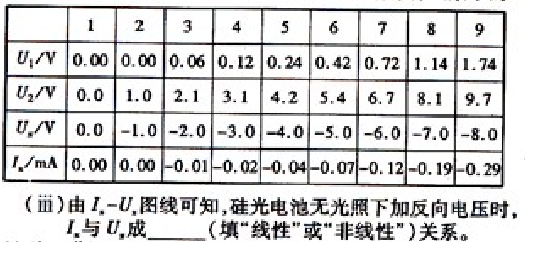 1 2 3 4 5 6 7 8 9
U₁/V 0.00 0.00 0.06 0.12 0.24 0.42 0.72 1.14 1.74
U₂/V 0.0 1.0 2.1 3.1 4.2 5.4 6.7 8.1 9.7
Uₓ/V 0.0 -1.0 -2.0 -3.0 -4.0 -5.0 -6.0 -7.0 -8.0
Iₓ/mA 0.00 0.00 -0.01 -0.02 -0.04 -0.07 -0.12 -0.19 -0.29
(ⅲ)由Iₓ-Uₓ图线可知,硅光电池无光照下加反向电压时,
Iₓ与Uₓ成______(填“线性”或“非线性”)关系。